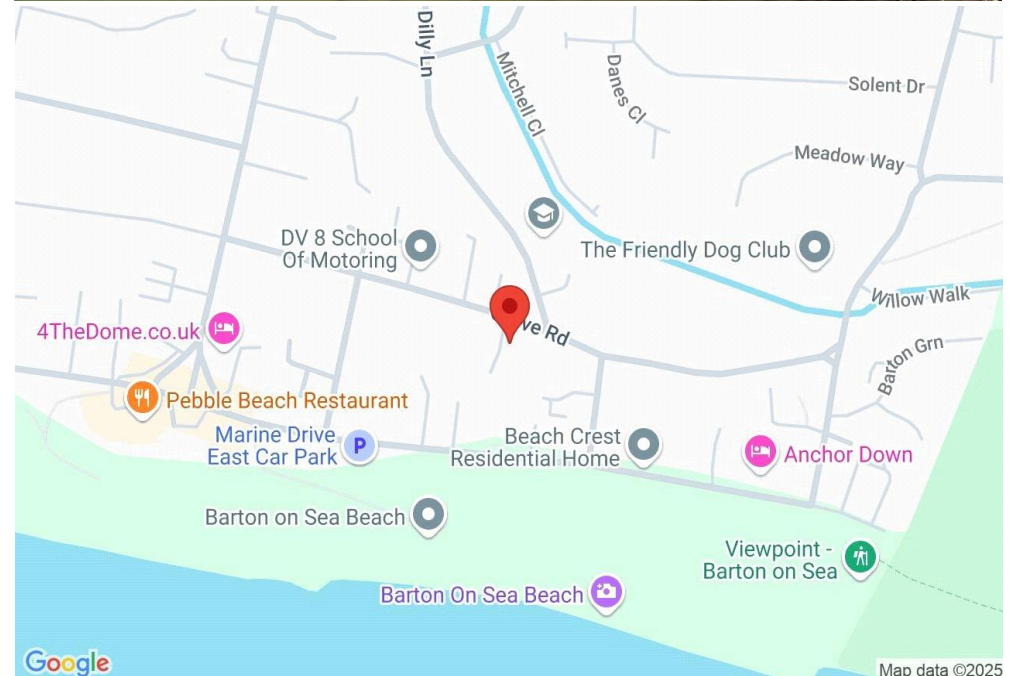 Dilly Ln
Mitchell Cl
Danes Cl
Solent Dr
Meadow Way
DV 8 School
Of Motoring
The Friendly Dog Club
Willow Walk
4TheDome.co.uk
ve Rd
Barton Grn
Pebble Beach Restaurant
Marine Drive
East Car Park
P
Beach Crest
Residential Home
Anchor Down
Barton on Sea Beach
Viewpoint -
Barton on Sea
Barton On Sea Beach
Google
Map data ©2025